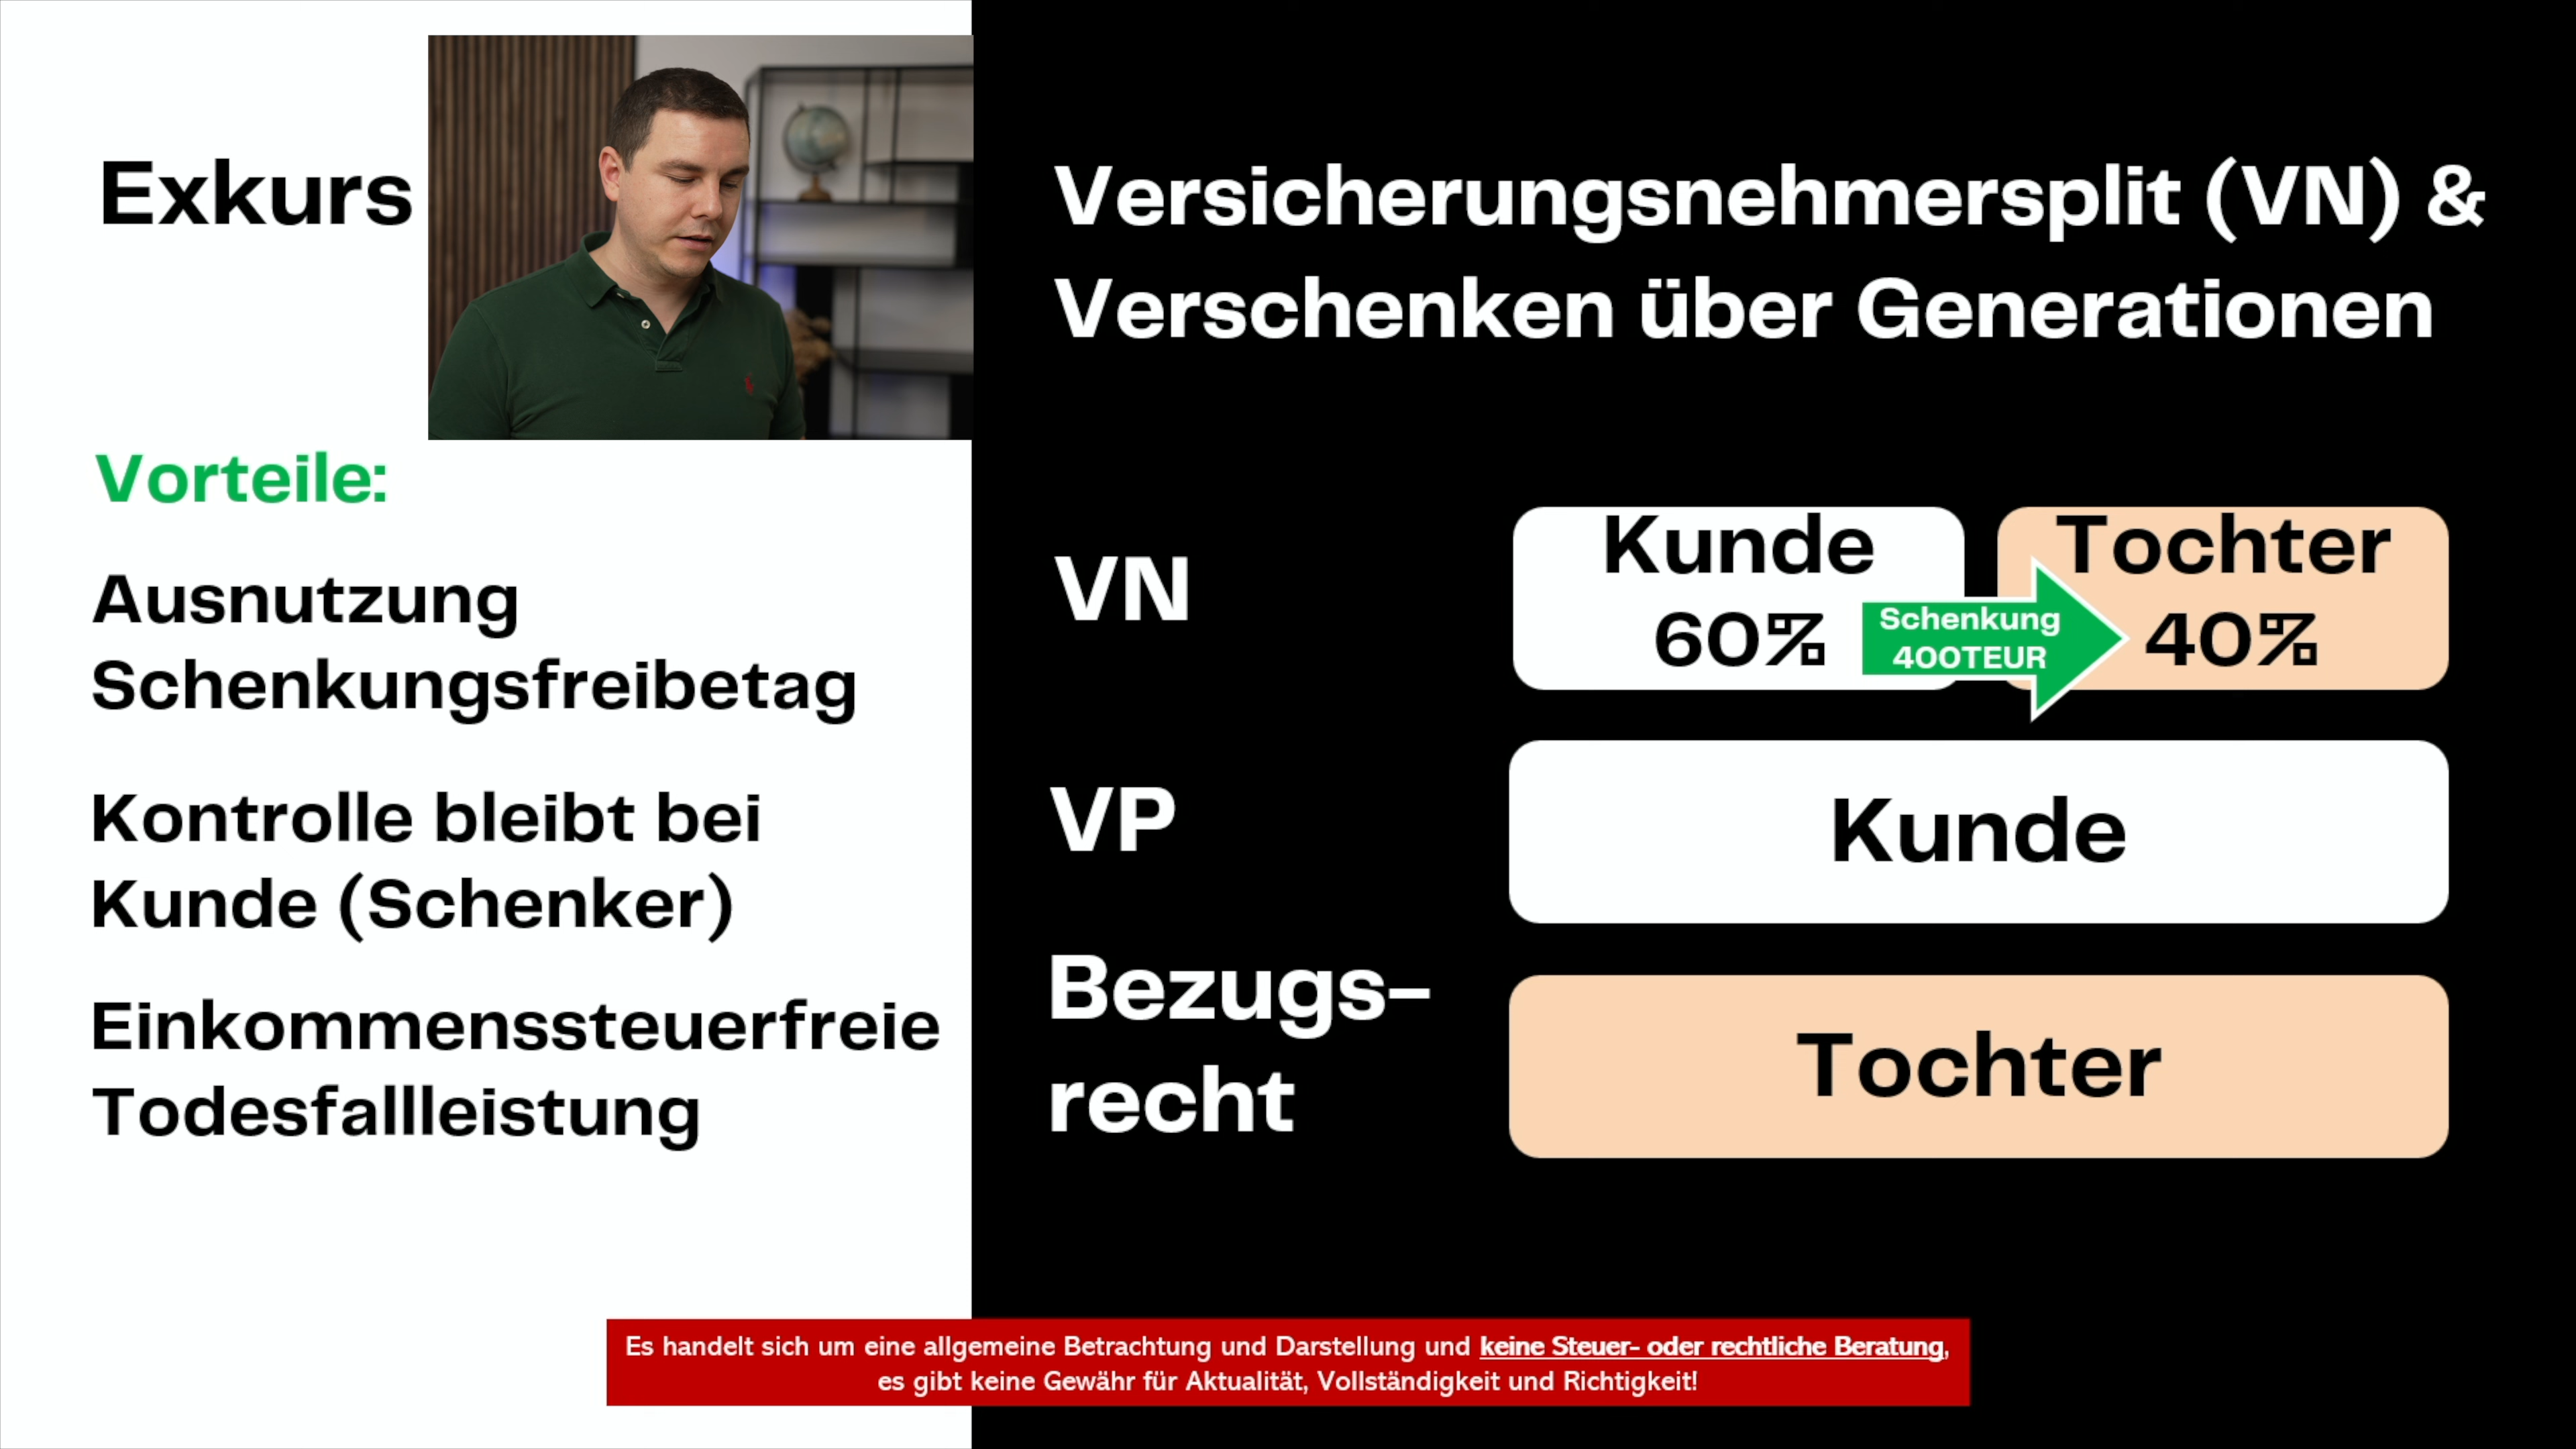 Exkurs
Vorteile:
Ausnutzung
Schenkungsfreibetag
Kontrolle bleibt bei
Kunde (Schenker)
Einkommenssteuerfreie
Todesfallleistung
Versicherungsnehmersplit (VN) &
Verschenken über Generationen
VN
Kunde
60%
Schenkung
400TEUR
Tochter
40%
VP
Kunde
Bezugs-
recht
Tochter
Es handelt sich um eine allgemeine Betrachtung und Darstellung und keine Steuer- oder rechtliche Beratung,
es gibt keine Gewähr für Aktualität, Vollständigkeit und Richtigkeit!